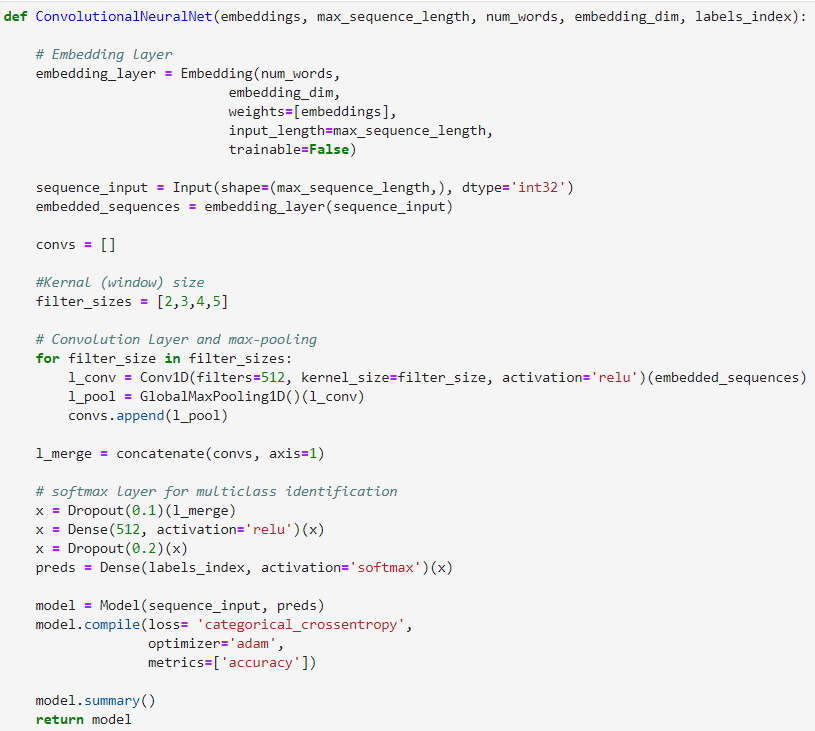 def ConvolutionalNeuralNet(embeddings, max_sequence_length, num_words, embedding_dim, labels_index):

    # Embedding layer
    embedding_layer = Embedding(num_words,
                            embedding_dim,
                            weights=[embeddings],
                            input_length=max_sequence_length,
                            trainable=False)

    sequence_input = Input(shape=(max_sequence_length,), dtype='int32')
    embedded_sequences = embedding_layer(sequence_input)

    convs = []

    #Kernal (window) size
    filter_sizes = [2,3,4,5]

    # Convolution Layer and max-pooling
    for filter_size in filter_sizes:
        l_conv = Conv1D(filters=512, kernel_size=filter_size, activation='relu')(embedded_sequences)
        l_pool = GlobalMaxPooling1D()(l_conv)
        convs.append(l_pool)

    l_merge = concatenate(convs, axis=1)

    # softmax layer for multiclass identification
    x = Dropout(0.1)(l_merge)
    x = Dense(512, activation='relu')(x)
    x = Dropout(0.2)(x)
    preds = Dense(labels_index, activation='softmax')(x)

    model = Model(sequence_input, preds)
    model.compile(loss= 'categorical_crossentropy',
                  optimizer='adam',
                  metrics=['accuracy'])

    model.summary()
    return model